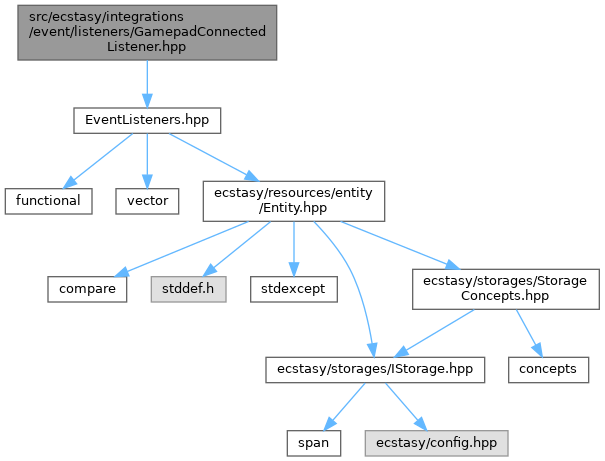 src/ecstasy/integrations
/event/listeners/GamepadConnected
Listener.hpp
EventListeners.hpp
functional
vector
ecstasy/resources/entity
/Entity.hpp
compare
stddef.h
stdexcept
ecstasy/storages/Storage
Concepts.hpp
ecstasy/storages/IStorage.hpp
concepts
span
ecstasy/config.hpp